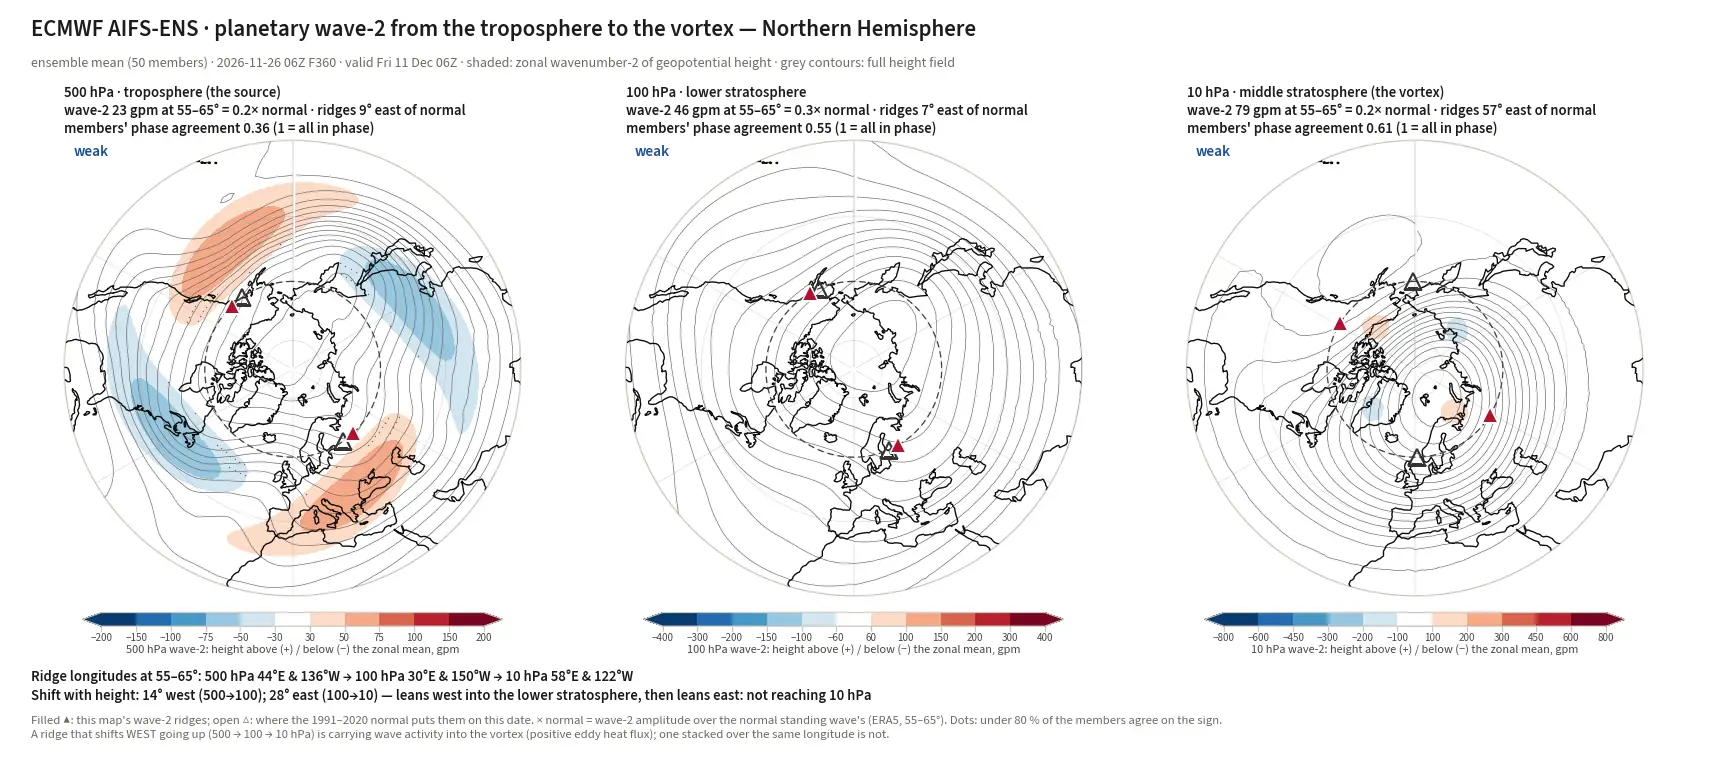 ECMWF AIFS-ENS · planetary wave-2 from the troposphere to the vortex — Northern Hemisphere
ensemble mean (50 members) · 2026-11-26 06Z F360 · valid Fri 11 Dec 06Z · shaded: zonal wavenumber-2 of geopotential height · grey contours: full height field
500 hPa · troposphere (the source)
wave-2 23 gpm at 55–65° = 0.2× normal · ridges 9° east of normal
members' phase agreement 0.36 (1 = all in phase)
weak
100 hPa · lower stratosphere
wave-2 46 gpm at 55–65° = 0.3× normal · ridges 7° east of normal
members' phase agreement 0.55 (1 = all in phase)
weak
10 hPa · middle stratosphere (the vortex)
wave-2 79 gpm at 55–65° = 0.2× normal · ridges 57° east of normal
members' phase agreement 0.61 (1 = all in phase)
weak
−200 −150 −100 −75 −50 −30 30 50 75 100 150 200
500 hPa wave-2: height above (+) / below (−) the zonal mean, gpm
−400 −300 −200 −150 −100 −60 60 100 150 200 300 400
100 hPa wave-2: height above (+) / below (−) the zonal mean, gpm
−800 −600 −450 −300 −200 −100 100 200 300 450 600 800
10 hPa wave-2: height above (+) / below (−) the zonal mean, gpm
Ridge longitudes at 55–65°: 500 hPa 44°E & 136°W → 100 hPa 30°E & 150°W → 10 hPa 58°E & 122°W
Shift with height: 14° west (500→100); 28° east (100→10) — leans west into the lower stratosphere, then leans east: not reaching 10 hPa
Filled ▲: this map's wave-2 ridges; open △: where the 1991–2020 normal puts them on this date. × normal = wave-2 amplitude over the normal standing wave's (ERA5, 55–65°). Dots: under 80 % of the members agree on the sign.
A ridge that shifts WEST going up (500 → 100 → 10 hPa) is carrying wave activity into the vortex (positive eddy heat flux); one stacked over the same longitude is not.